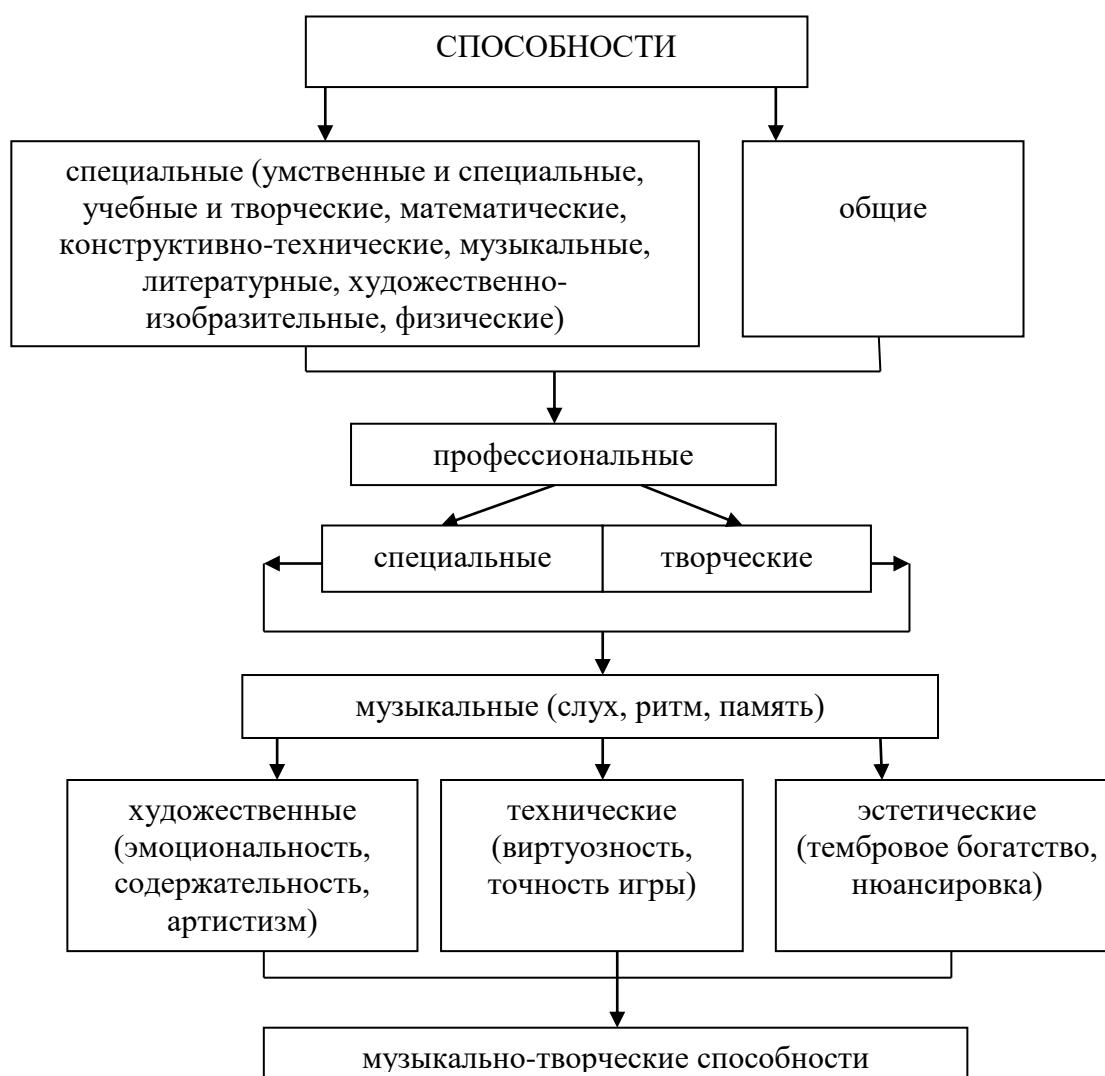 СПОСОБНОСТИ
специальные (умственные и специальные,
учебные и творческие, математические,
конструктивно-технические, музыкальные,
литературные, художественно-
изобразительные, физические)
общие
профессиональные
специальные
творческие
музыкальные (слух, ритм, память)
художественные
(эмоциональность,
содержательность,
артистизм)
технические
(виртуозность,
точность игры)
эстетические
(тембровое богатство,
нюансировка)
музыкально-творческие способности